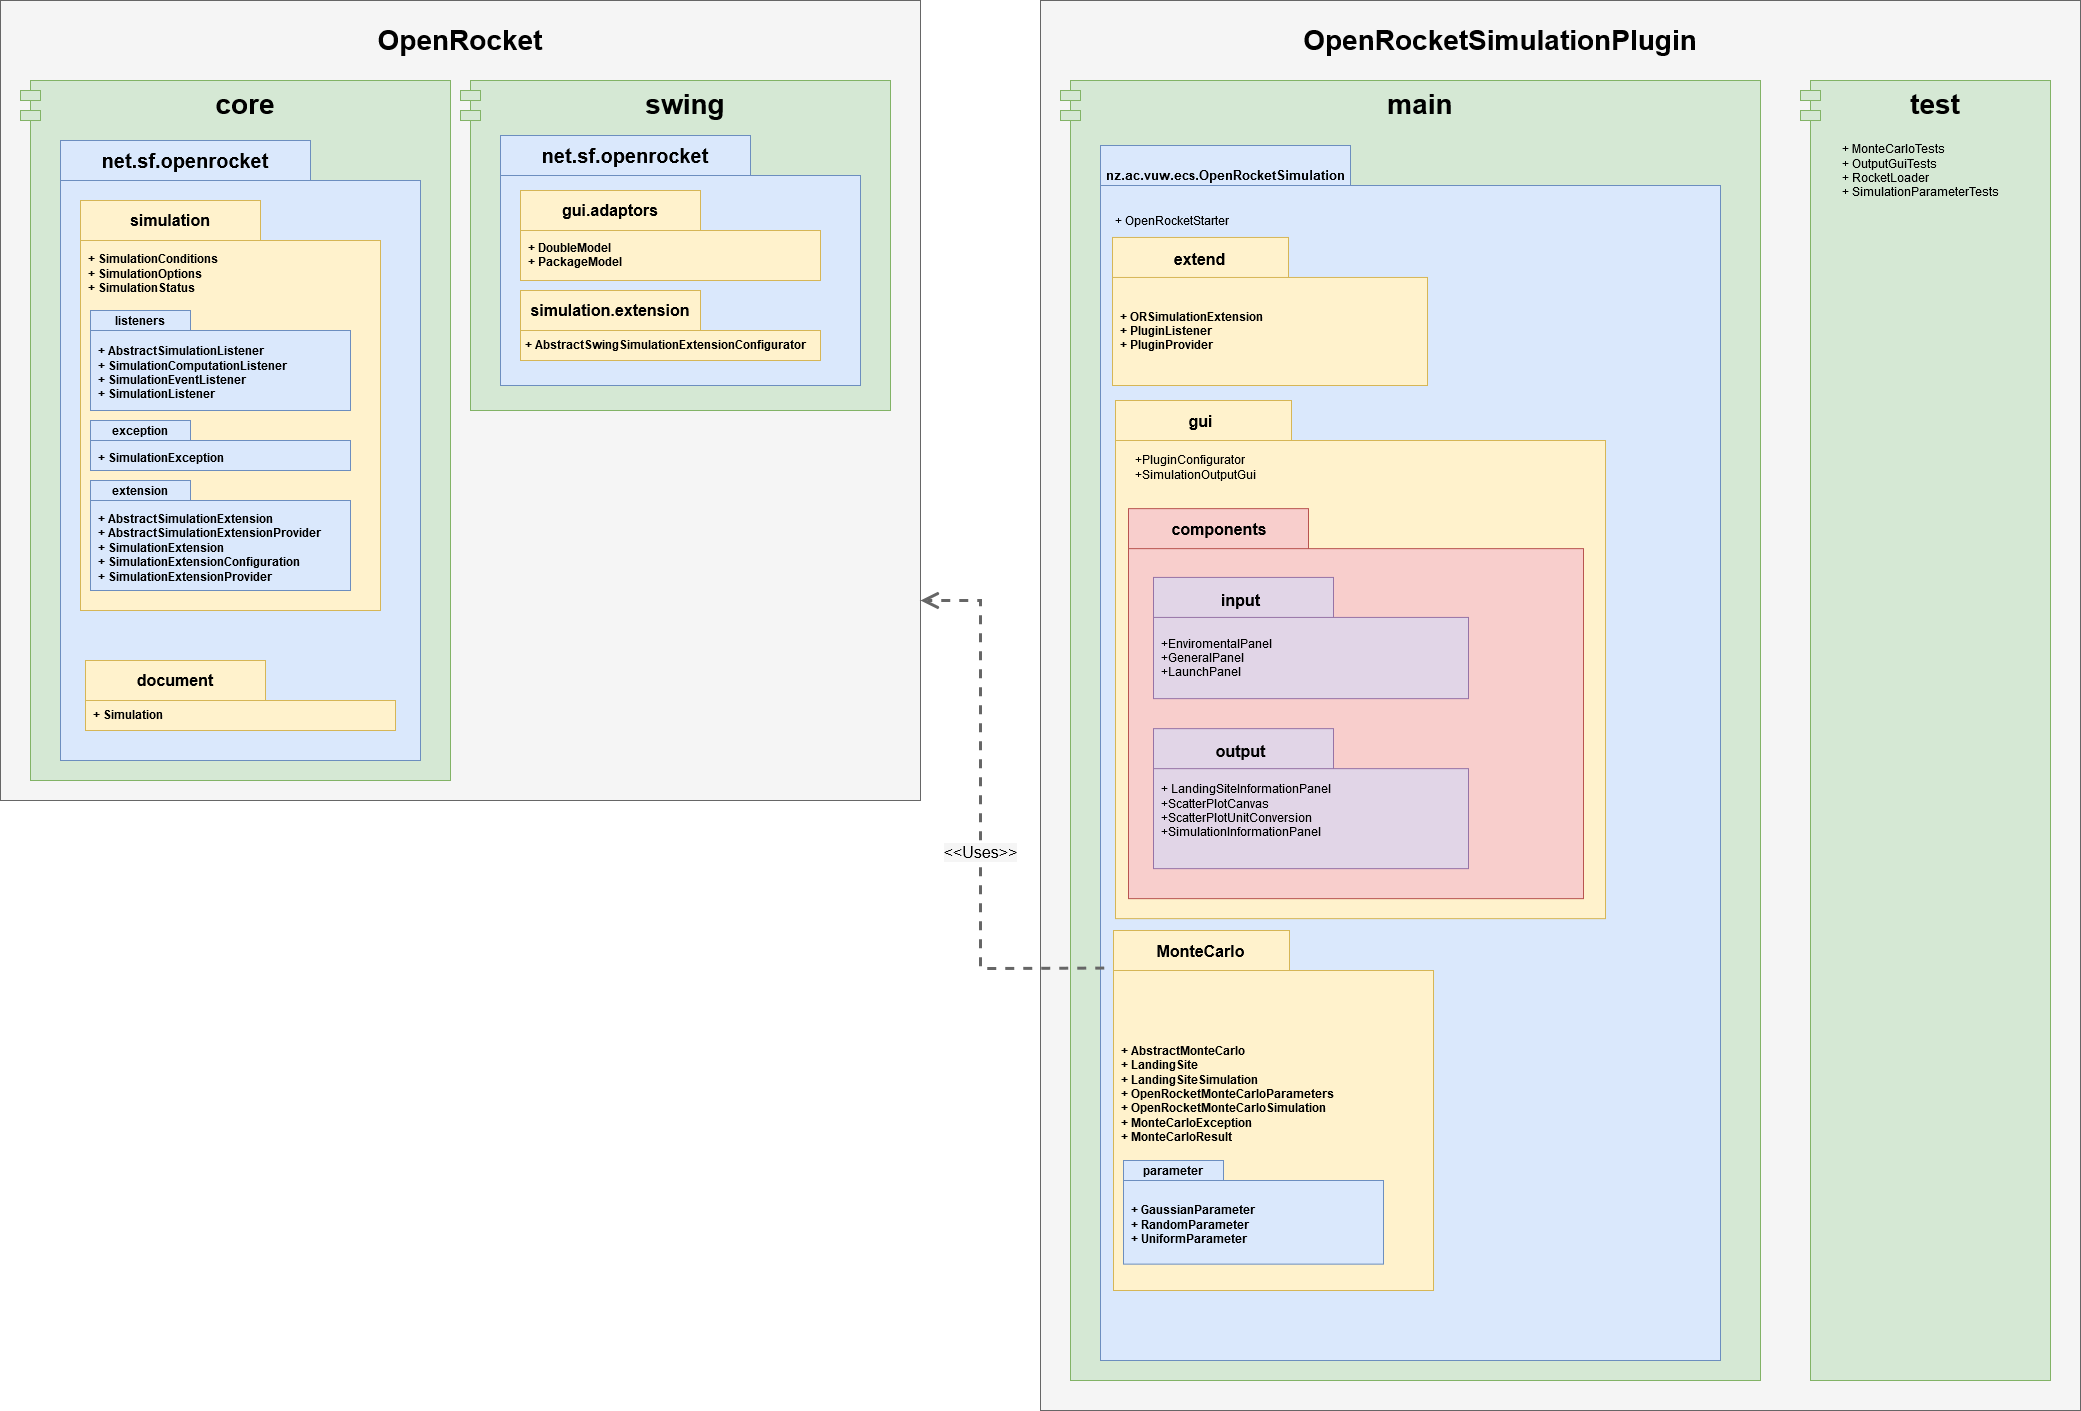 OpenRocket
core
net.sf.openrocket
simulation
+ SimulationConditions
+ SimulationOptions
+ SimulationStatus
listeners
+ AbstractSimulationListener
+ SimulationComputationListener
+ SimulationEventListener
+ SimulationListener
exception
+ SimulationException
extension
+ AbstractSimulationExtension
+ AbstractSimulationExtensionProvider
+ SimulationExtension
+ SimulationExtensionConfiguration
+ SimulationExtensionProvider
document
+ Simulation
swing
net.sf.openrocket
gui.adaptors
+ DoubleModel
+ PackageModel
simulation.extension
+ AbstractSwingSimulationExtensionConfigurator
<<Uses>>
OpenRocketSimulationPlugin
main
nz.ac.vuw.ecs.OpenRocketSimulation
+ OpenRocketStarter
extend
+ ORSimulationExtension
+ PluginListener
+ PluginProvider
gui
+PluginConfigurator
+SimulationOutputGui
components
input
+EnviromentalPanel
+GeneralPanel
+LaunchPanel
output
+ LandingSiteInformationPanel
+ScatterPlotCanvas
+ScatterPlotUnitConversion
+SimulationInformationPanel
MonteCarlo
+ AbstractMonteCarlo
+ LandingSite
+ LandingSiteSimulation
+ OpenRocketMonteCarloParameters
+ OpenRocketMonteCarloSimulation
+ MonteCarloException
+ MonteCarloResult
parameter
+ GaussianParameter
+ RandomParameter
+ UniformParameter
test
+ MonteCarloTests
+ OutputGuiTests
+ RocketLoader
+ SimulationParameterTests